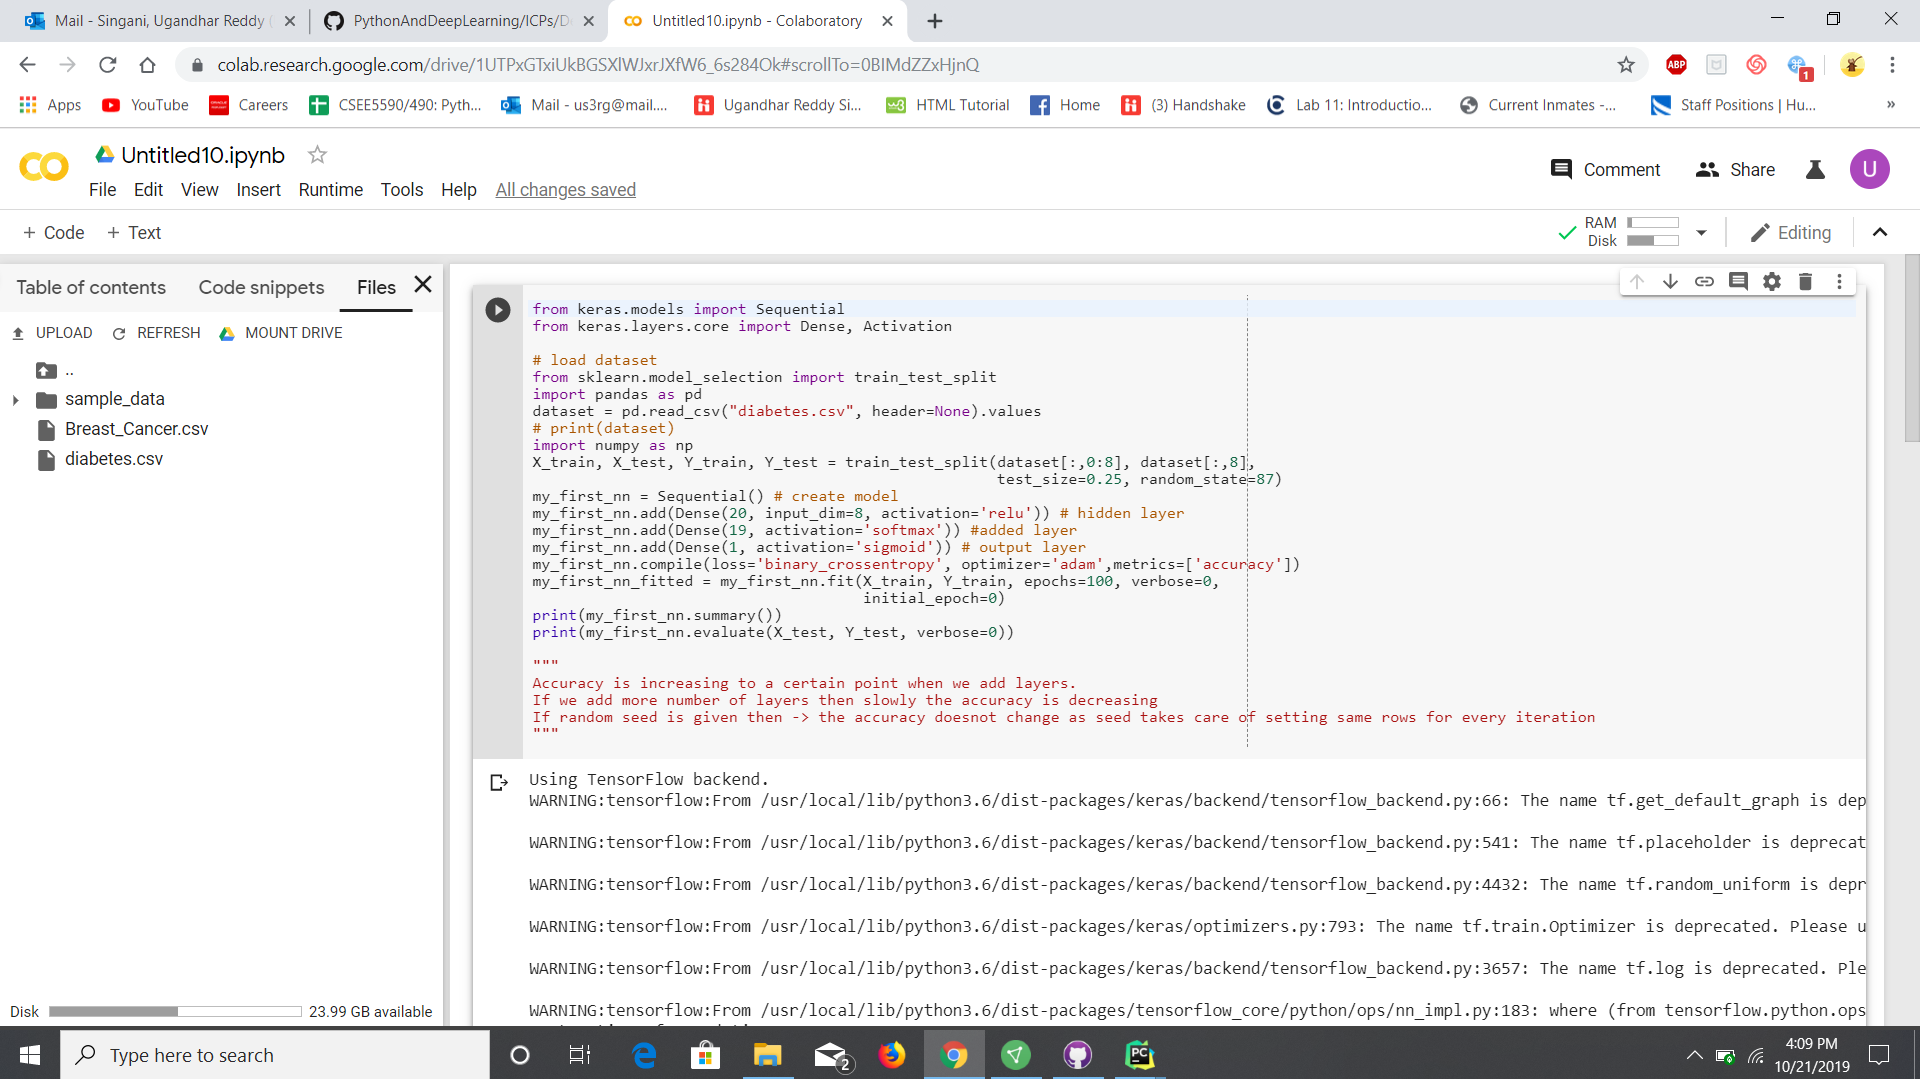 Mail - Singani, Ugandhar Reddy (
PythonAndDeepLearning/ICPs/D
Untitled10.ipynb - Colaboratory
colab.research.google.com/drive/1UTPxGTxiUkBGSXlWJxrJXfW6_6s284Ok#scrollTo=0BIMdZZxHjnQ
ABP
1
Apps
YouTube
Careers
CSEE5590/490: Pyth...
Mail - us3rg@mail....
Ugandhar Reddy Si...
HTML Tutorial
Home
(3) Handshake
Lab 11: Introductio...
Current Inmates -...
Staff Positions | Hu...
»
Untitled10.ipynb
Comment
Share
U
File Edit View Insert Runtime Tools Help All changes saved
+ Code + Text
RAM
Disk
Editing
Table of contents Code snippets Files
UPLOAD REFRESH MOUNT DRIVE
..
sample_data
Breast_Cancer.csv
diabetes.csv
Disk 23.99 GB available
from keras.models import Sequential
from keras.layers.core import Dense, Activation
# load dataset
from sklearn.model_selection import train_test_split
import pandas as pd
dataset = pd.read_csv("diabetes.csv", header=None).values
# print(dataset)
import numpy as np
X_train, X_test, Y_train, Y_test = train_test_split(dataset[:,0:8], dataset[:,8],
test_size=0.25, random_state=87)
my_first_nn = Sequential() # create model
my_first_nn.add(Dense(20, input_dim=8, activation='relu')) # hidden layer
my_first_nn.add(Dense(19, activation='softmax')) #added layer
my_first_nn.add(Dense(1, activation='sigmoid')) # output layer
my_first_nn.compile(loss='binary_crossentropy', optimizer='adam',metrics=['accuracy'])
my_first_nn_fitted = my_first_nn.fit(X_train, Y_train, epochs=100, verbose=0,
initial_epoch=0)
print(my_first_nn.summary())
print(my_first_nn.evaluate(X_test, Y_test, verbose=0))
"""
Accuracy is increasing to a certain point when we add layers.
If we add more number of layers then slowly the accuracy is decreasing
If random seed is given then -> the accuracy doesnot change as seed takes care of setting same rows for every iteration
"""
Using TensorFlow backend.
WARNING:tensorflow:From /usr/local/lib/python3.6/dist-packages/keras/backend/tensorflow_backend.py:66: The name tf.get_default_graph is dep
WARNING:tensorflow:From /usr/local/lib/python3.6/dist-packages/keras/backend/tensorflow_backend.py:541: The name tf.placeholder is deprecat
WARNING:tensorflow:From /usr/local/lib/python3.6/dist-packages/keras/backend/tensorflow_backend.py:4432: The name tf.random_uniform is depr
WARNING:tensorflow:From /usr/local/lib/python3.6/dist-packages/keras/optimizers.py:793: The name tf.train.Optimizer is deprecated. Please u
WARNING:tensorflow:From /usr/local/lib/python3.6/dist-packages/keras/backend/tensorflow_backend.py:3657: The name tf.log is deprecated. Ple
WARNING:tensorflow:From /usr/local/lib/python3.6/dist-packages/tensorflow_core/python/ops/nn_impl.py:183: where (from tensorflow.python.ops
Type here to search
2
PC
4:09 PM
10/21/2019